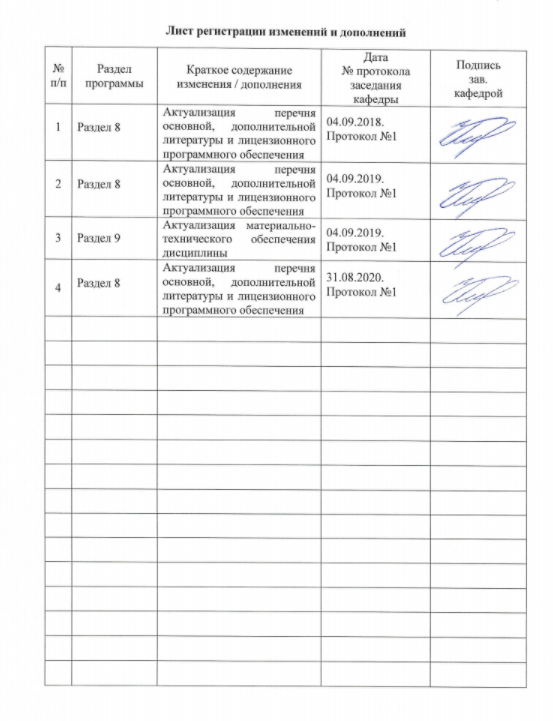 Лист регистрации изменений и дополнений
№
п/п
Раздел
программы
Краткое содержание
изменения / дополнения
Дата
№ протокола
заседания
кафедры
Подпись
зав.
кафедрой
1
Раздел 8
Актуализация перечня
основной, дополнительной
литературы и лицензионного
программного обеспечения
04.09.2018.
Протокол №1
2
Раздел 8
Актуализация перечня
основной, дополнительной
литературы и лицензионного
программного обеспечения
04.09.2019.
Протокол №1
3
Раздел 9
Актуализация материально-
технического обеспечения
дисциплины
04.09.2019.
Протокол №1
4
Раздел 8
Актуализация перечня
основной, дополнительной
литературы и лицензионного
программного обеспечения
31.08.2020.
Протокол №1